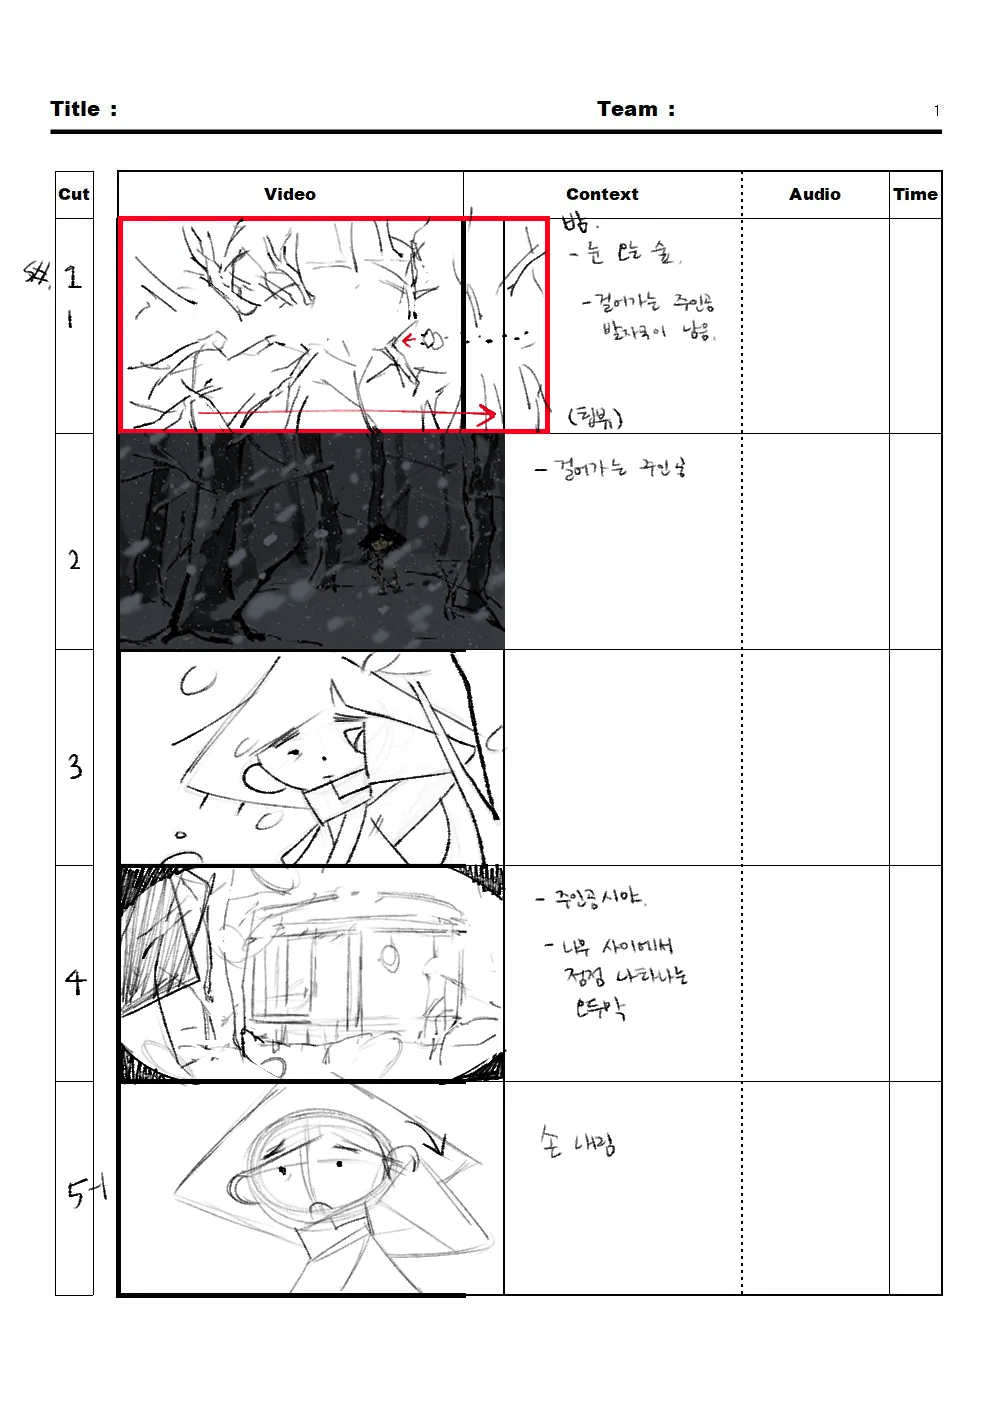 Title :
Team :
1
Cut
Video
Context
Audio
Time
S#.
1
1
밤.
- 눈 오는 숲.
- 걸어가는 주인공
발자국이 남음.
(탑뷰)
2
- 걸어가는 주인공
3
4
- 주인공시야.
- 나무 사이에서
점점 나타나는
오두막
5-1
손 내림